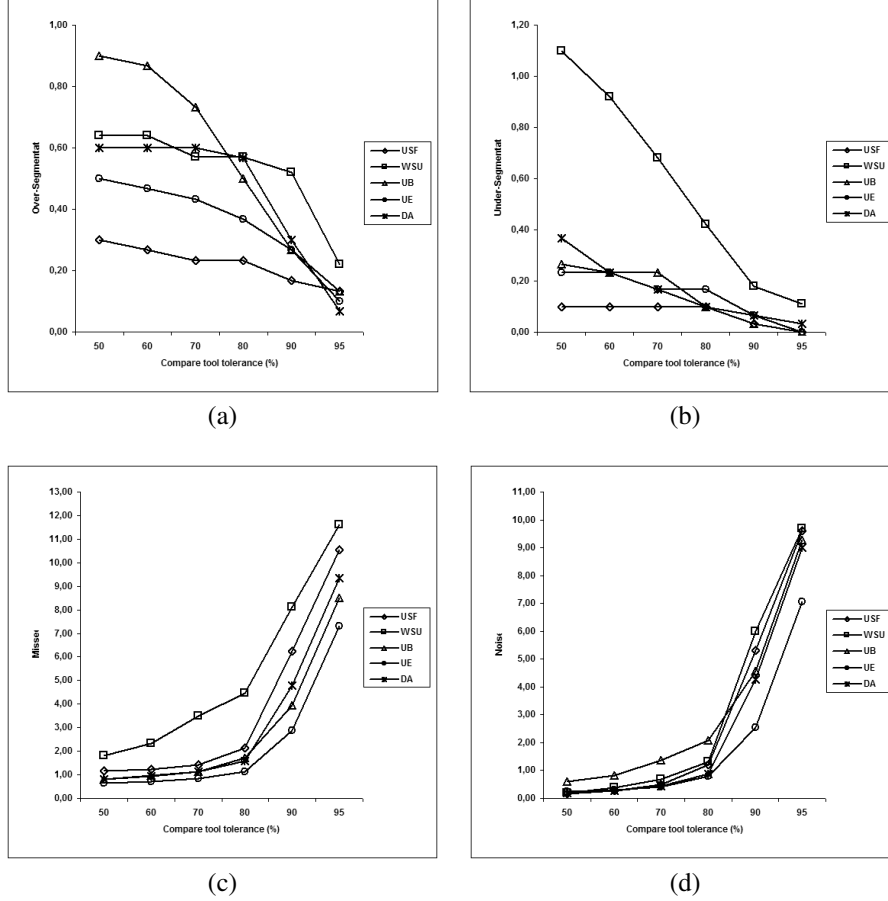 1,00
0,80
0,60
0,40
0,20
0,00
Over-Segmentat
50 60 70 80 90 95
Compare tool tolerance (%)
USF
WSU
UB
UE
DA
(a)
1,20
1,00
0,80
0,60
0,40
0,20
0,00
Under-Segmentat
50 60 70 80 90 95
Compare tool tolerance (%)
USF
WSU
UB
UE
DA
(b)
13,00
12,00
11,00
10,00
9,00
8,00
7,00
6,00
5,00
4,00
3,00
2,00
1,00
0,00
Missed
50 60 70 80 90 95
Compare tool tolerance (%)
USF
WSU
UB
UE
DA
(c)
11,00
10,00
9,00
8,00
7,00
6,00
5,00
4,00
3,00
2,00
1,00
0,00
Noise
50 60 70 80 90 95
Compare tool tolerance (%)
USF
WSU
UB
UE
DA
(d)